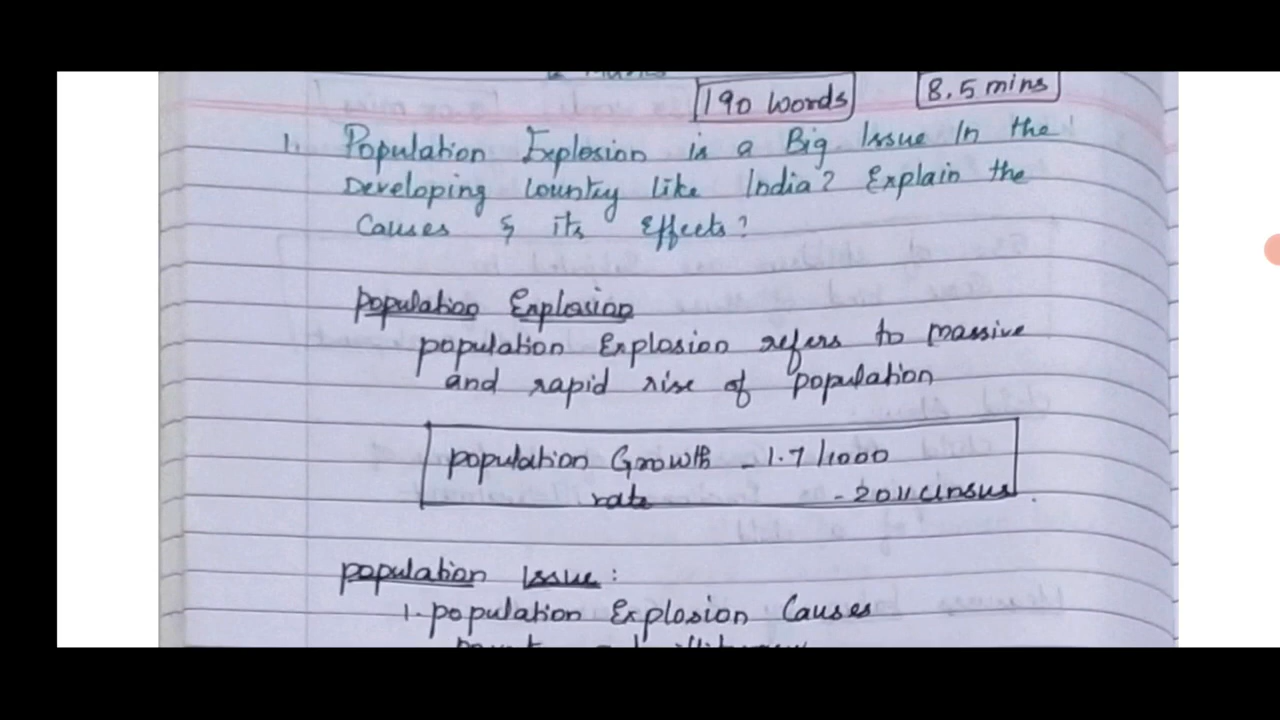 190 words
8.5 mins
1. Population Explosion is a Big Issue In the
Developing Country like India? Explain the
Causes & its Effects?
Population Explosion
population Explosion refers to massive
and rapid rise of population
population Growth - 1.7/1000
rate - 2011 census
population Issue:
1. population Explosion Causes